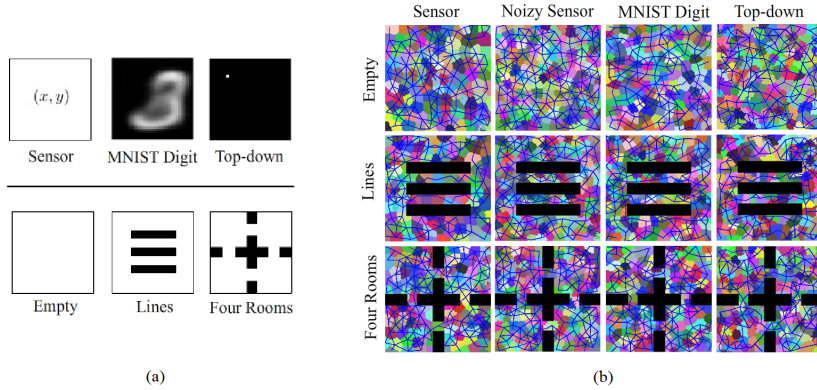 (x, y)
Sensor
MNIST Digit
Top-down
Empty
Lines
Four Rooms
(a)
Sensor
Noizy Sensor
MNIST Digit
Top-down
Empty
Lines
Four Rooms
(b)